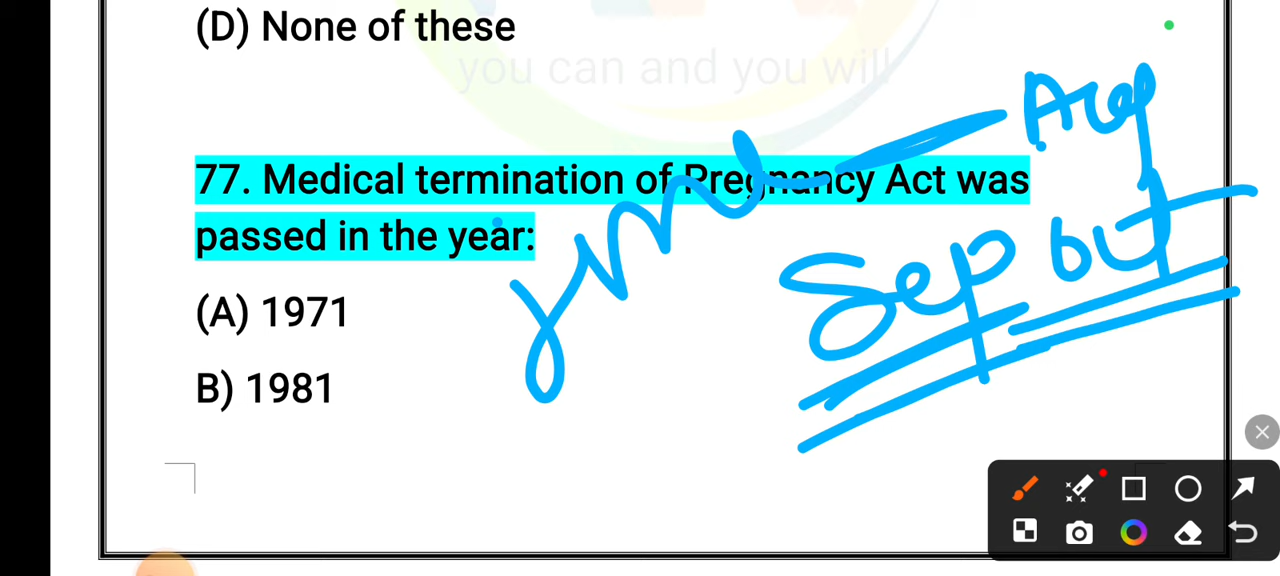 (D) None of these
you can and you will
77. Medical termination of Pregnancy Act was
passed in the year:
(A) 1971
B) 1981
Sep out